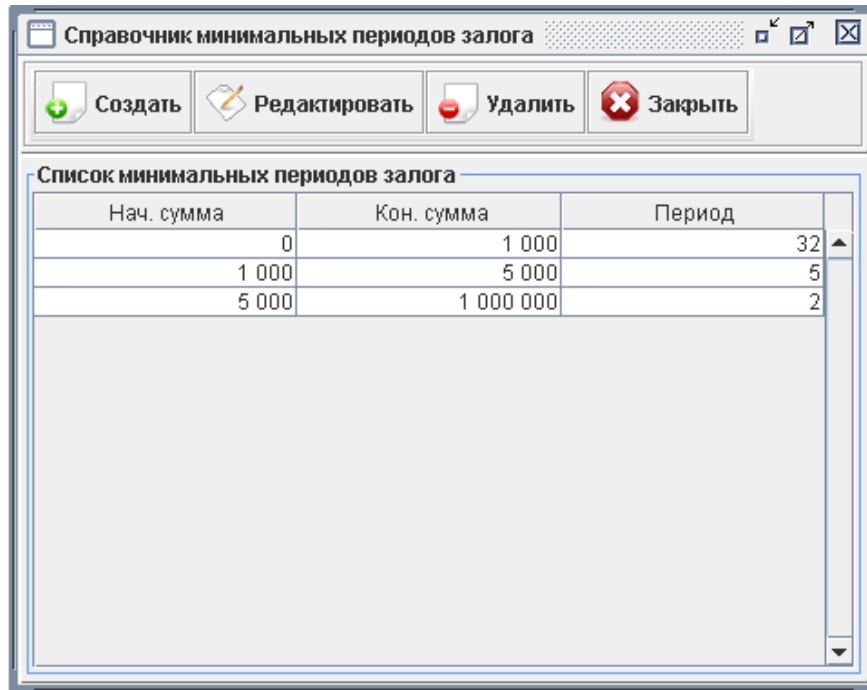 Справочник минимальных периодов залога
Создать Редактировать Удалить Закрыть
Список минимальных периодов залога
Нач. сумма Кон. сумма Период
0 1 000 32
1 000 5 000 5
5 000 1 000 000 2